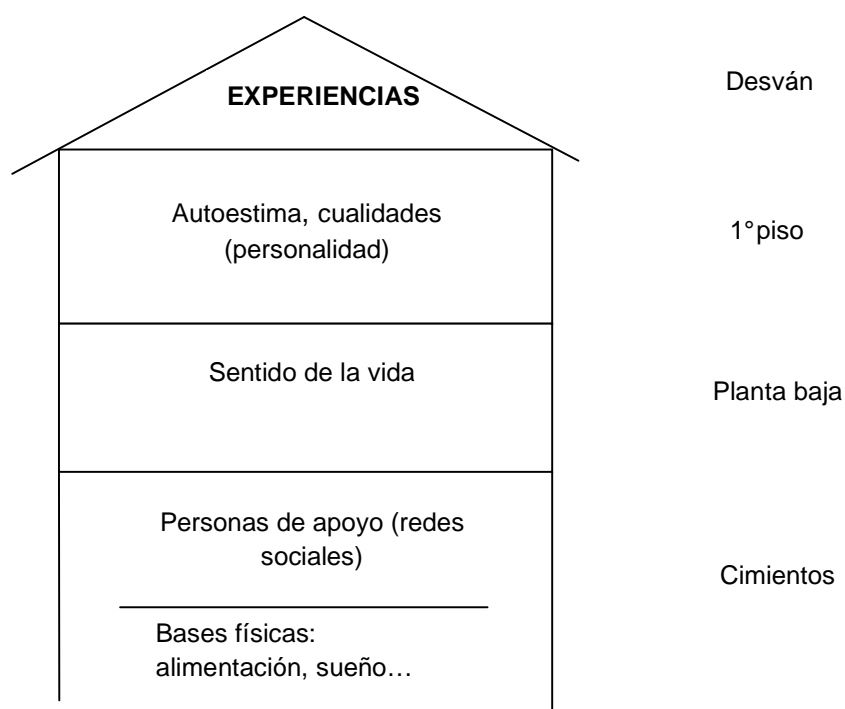 Desván
EXPERIENCIAS
Autoestima, cualidades
(personalidad)
1° piso
Sentido de la vida
Planta baja
Personas de apoyo (redes
sociales)
Cimientos
Bases físicas:
alimentación, sueño…